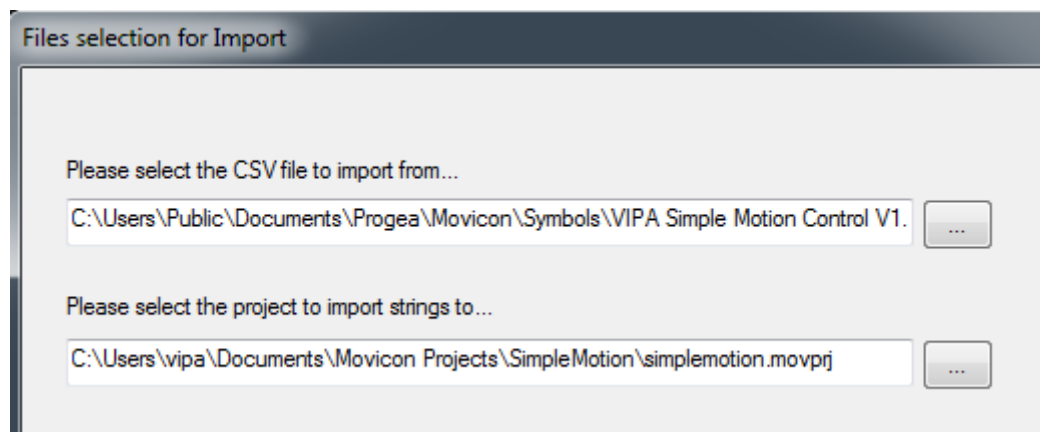 Files selection for Import
Please select the CSV file to import from...
C:\Users\Public\Documents\Progea\Movicon\Symbols\VIPA Simple Motion Control V1.
...
Please select the project to import strings to...
C:\Users\vipa\Documents\Movicon Projects\SimpleMotion\simplemotion.movprj
...